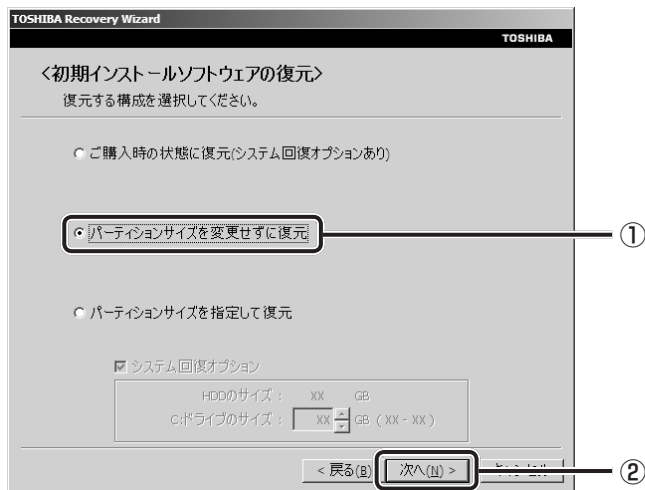 TOSHIBA Recovery Wizard
TOSHIBA
<初期インストールソフトウェアの復元>
復元する構成を選択してください。
ご購入時の状態に復元(システム回復オプションあり)
パーティションサイズを変更せずに復元
①
パーティションサイズを指定して復元
システム回復オプション
HDDのサイズ： XX GB
C:ドライブのサイズ： XX GB ( XX - XX )
< 戻る(B) 次へ(N) >
②